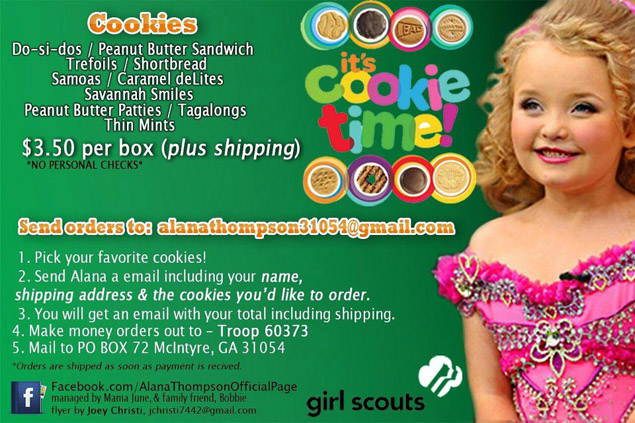 Cookies
Do-si-dos / Peanut Butter Sandwich
Trefoils / Shortbread
Samoas / Caramel deLites
Savannah Smiles
Peanut Butter Patties / Tagalongs
Thin Mints
$3.50 per box (plus shipping)
*NO PERSONAL CHECKS*
it's
cookie
time!
Send orders to: alanathompson31054@gmail.com
1. Pick your favorite cookies!
2. Send Alana a email including your name,
shipping address & the cookies you'd like to order.
3. You will get an email with your total including shipping.
4. Make money orders out to – Troop 60373
5. Mail to PO BOX 72 McIntyre, GA 31054
*Orders are shipped as soon as payment is recived.
f
Facebook.com/AlanaThompsonOfficialPage
managed by Mama June, & family friend, Bobbie.
flyer by Joey Christi, jchristi7442@gmail.com
girl scouts